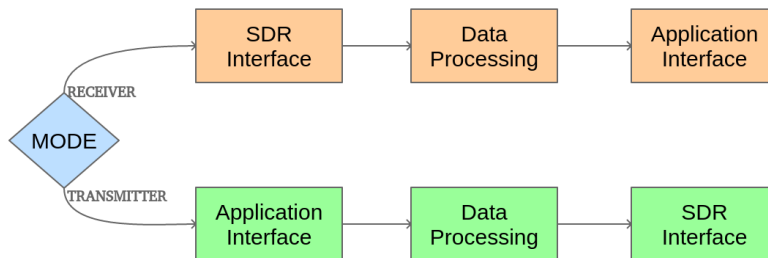 SDR
Interface
Data
Processing
Application
Interface
RECEIVER
MODE
TRANSMITTER
Application
Interface
Data
Processing
SDR
Interface